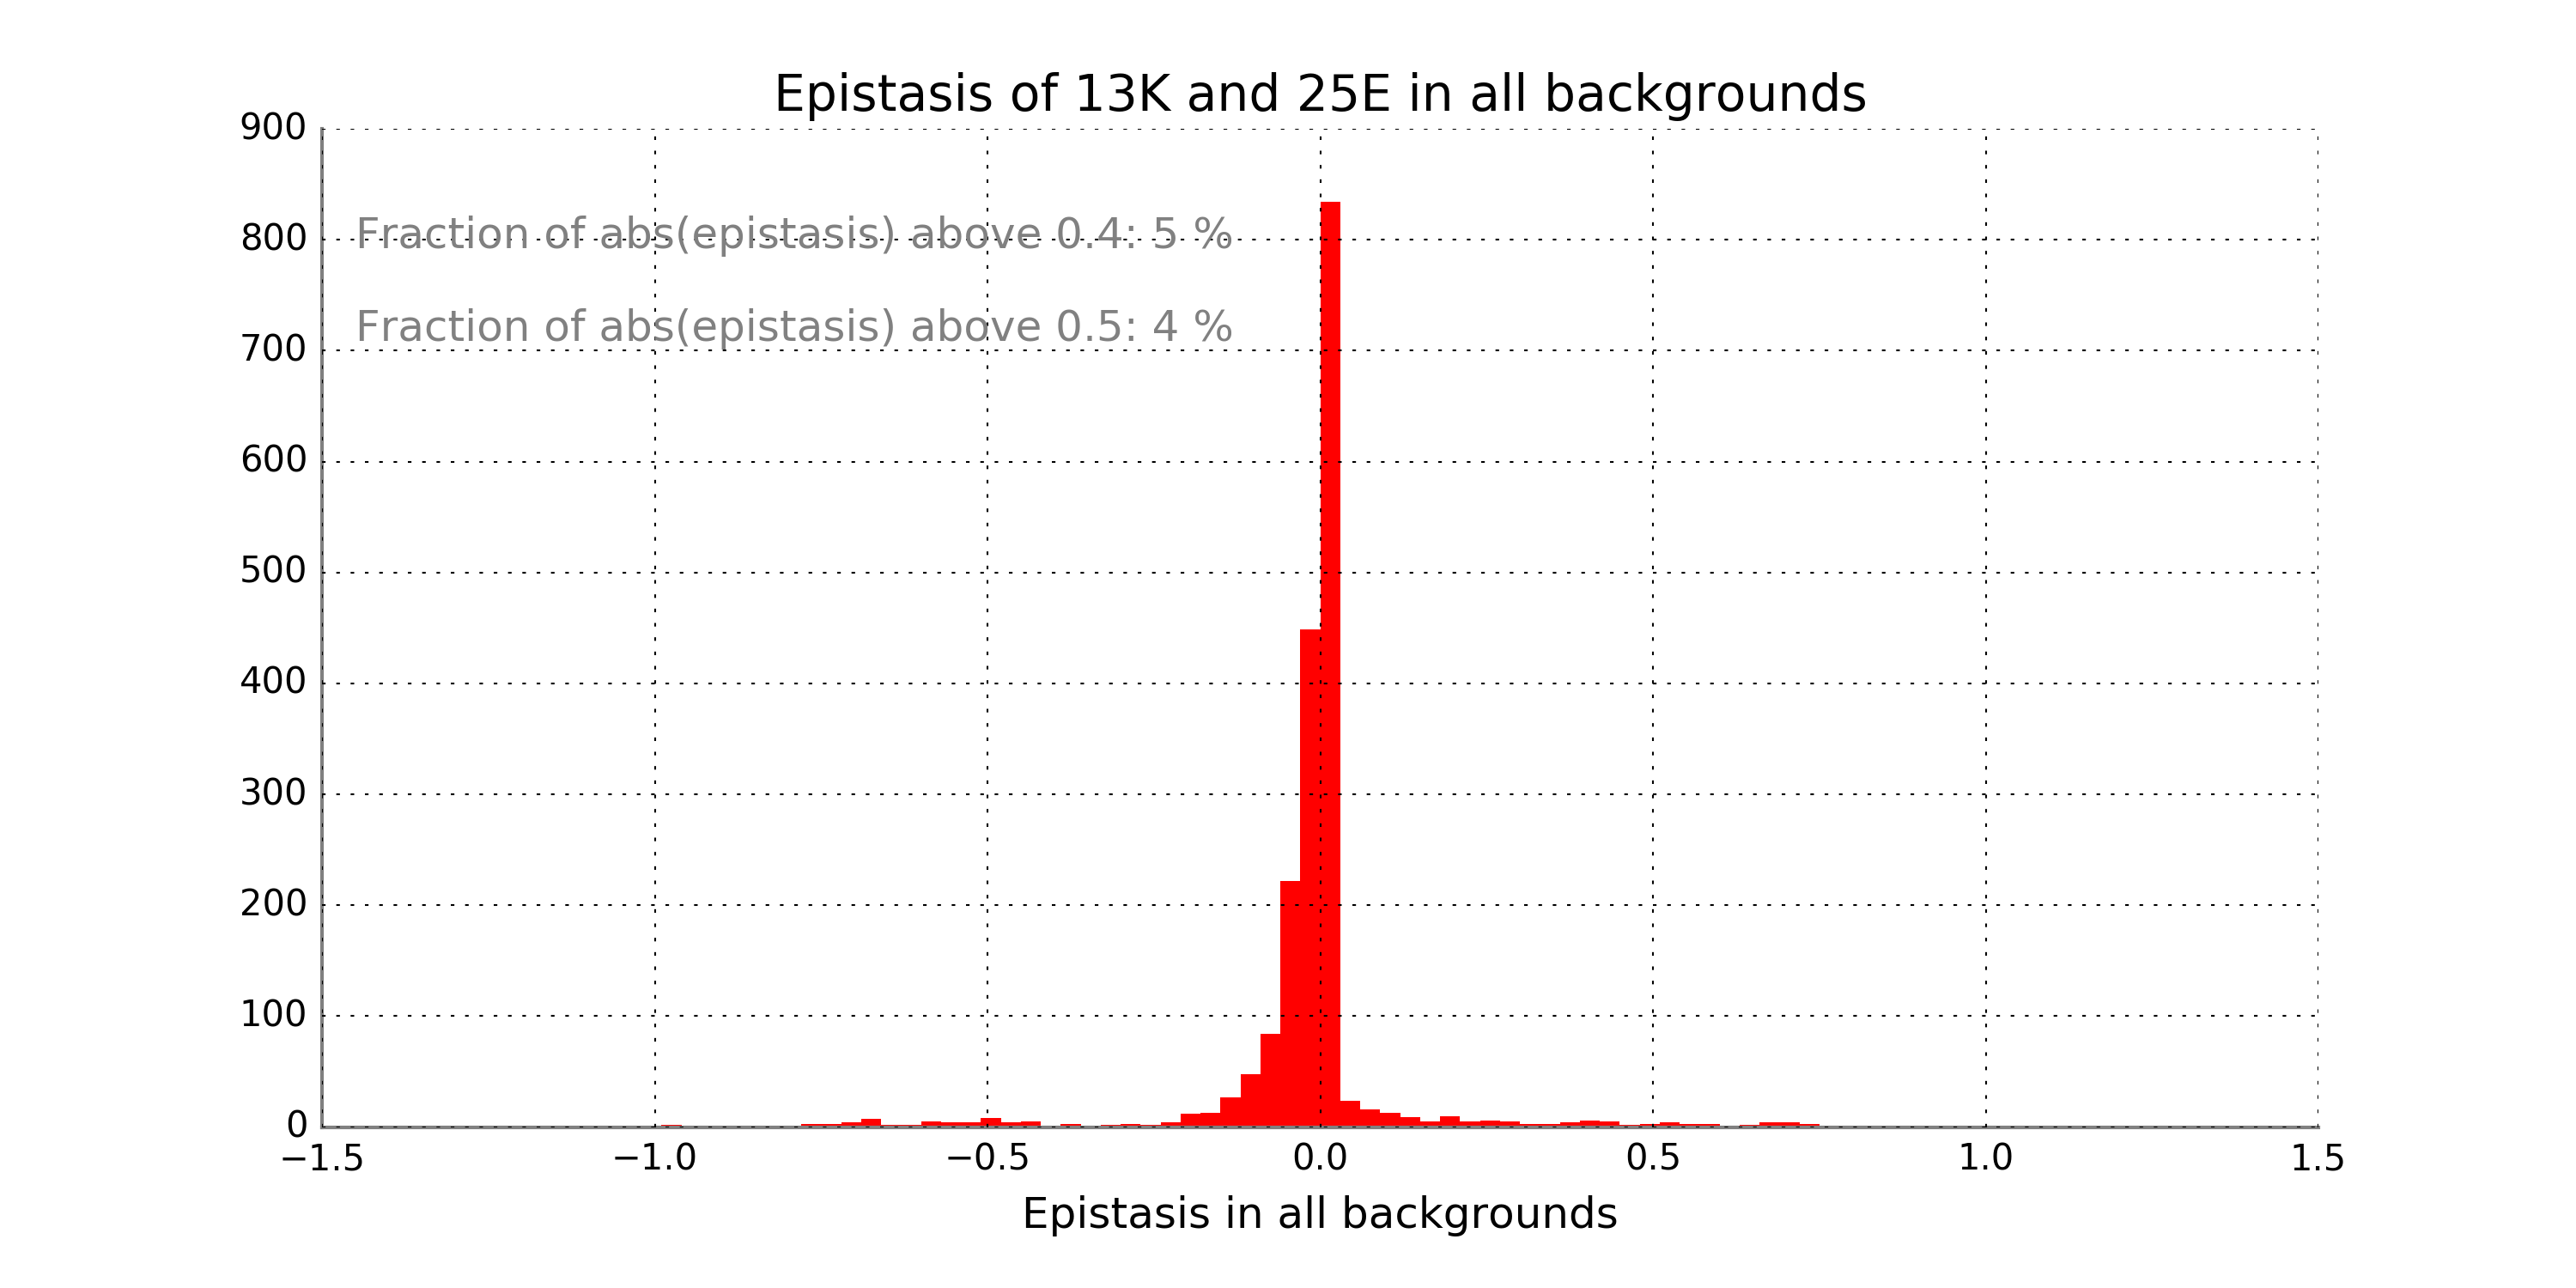 Epistasis of 13K and 25E in all backgrounds
900
800
700
600
500
400
300
200
100
0
Fraction of abs(epistasis) above 0.4: 5 %
Fraction of abs(epistasis) above 0.5: 4 %
−1.5 −1.0 −0.5 0.0 0.5 1.0 1.5
Epistasis in all backgrounds